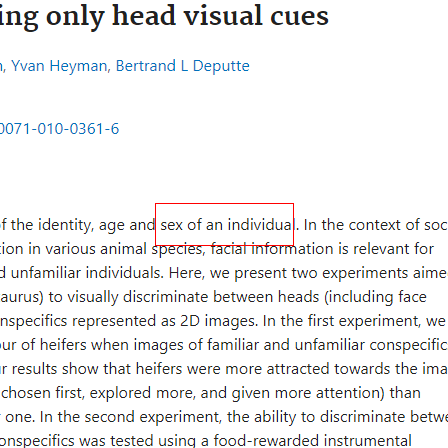 ing only head visual cues
, Yvan Heyman, Bertrand L Deputte
0071-010-0361-6
f the identity, age and sex of an individual. In the context of soc
tion in various animal species, facial information is relevant for
d unfamiliar individuals. Here, we present two experiments aime
aurus) to visually discriminate between heads (including face
nspecifics represented as 2D images. In the first experiment, we
our of heifers when images of familiar and unfamiliar conspecific
r results show that heifers were more attracted towards the ima
chosen first, explored more, and given more attention) than
one. In the second experiment, the ability to discriminate betwe
onspecifics was tested using a food-rewarded instrumental